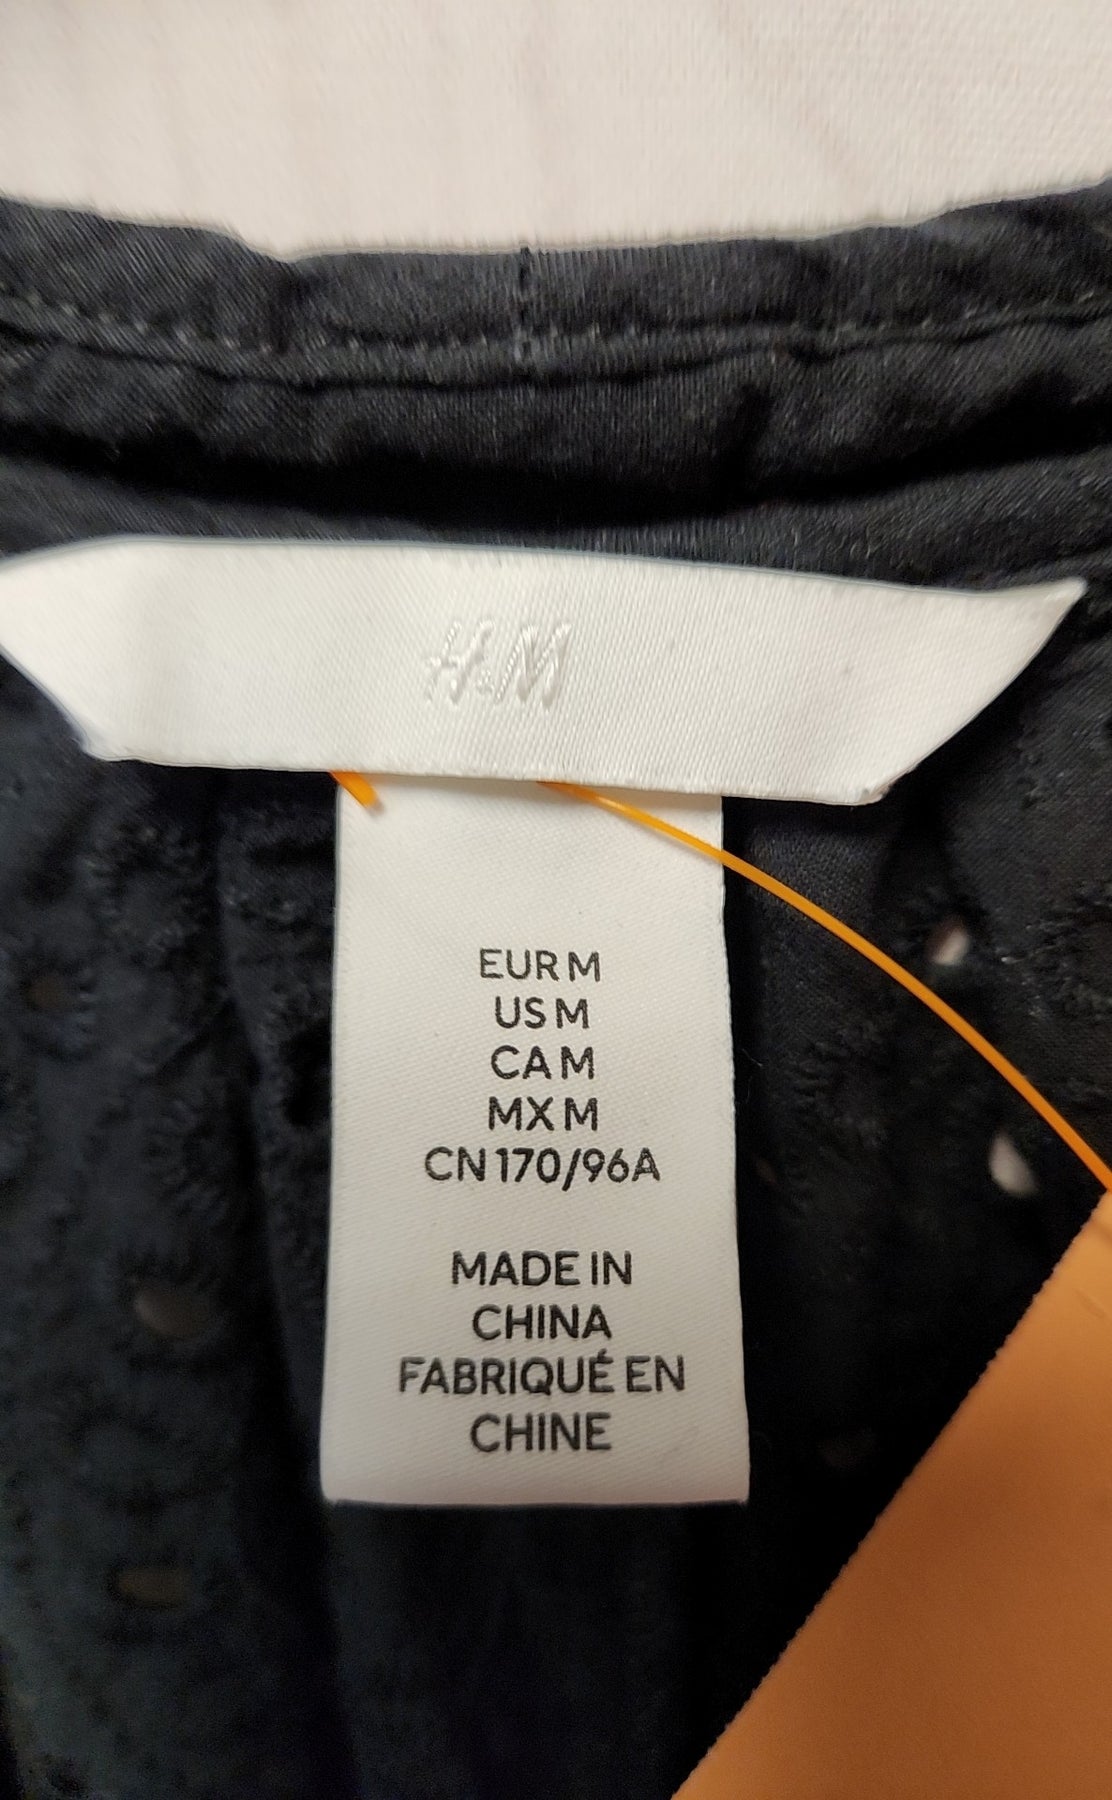 H&M
EUR M
US M
CA M
MX M
CN 170/96A
MADE IN
CHINA
FABRIQUÉ EN
CHINE